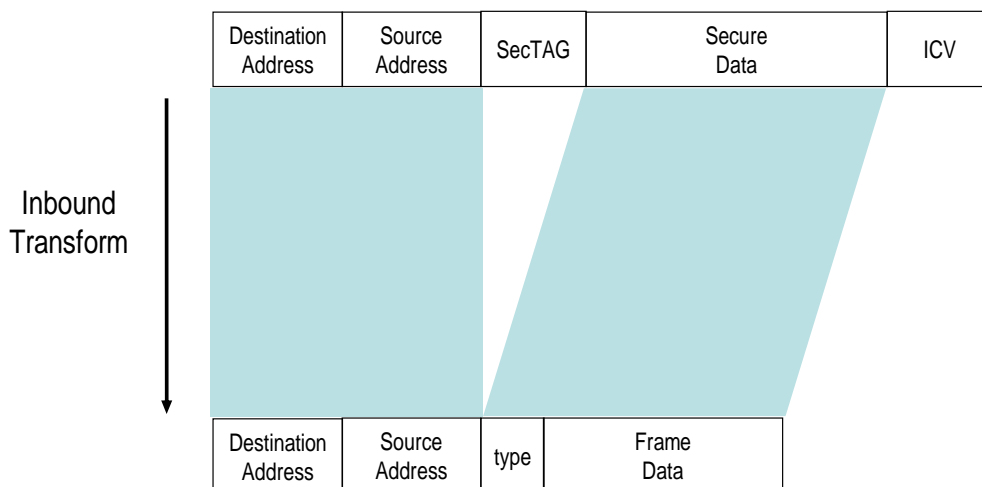 Destination Address
Source Address
SecTAG
Secure Data
ICV
Inbound Transform
Destination Address
Source Address
type
Frame Data